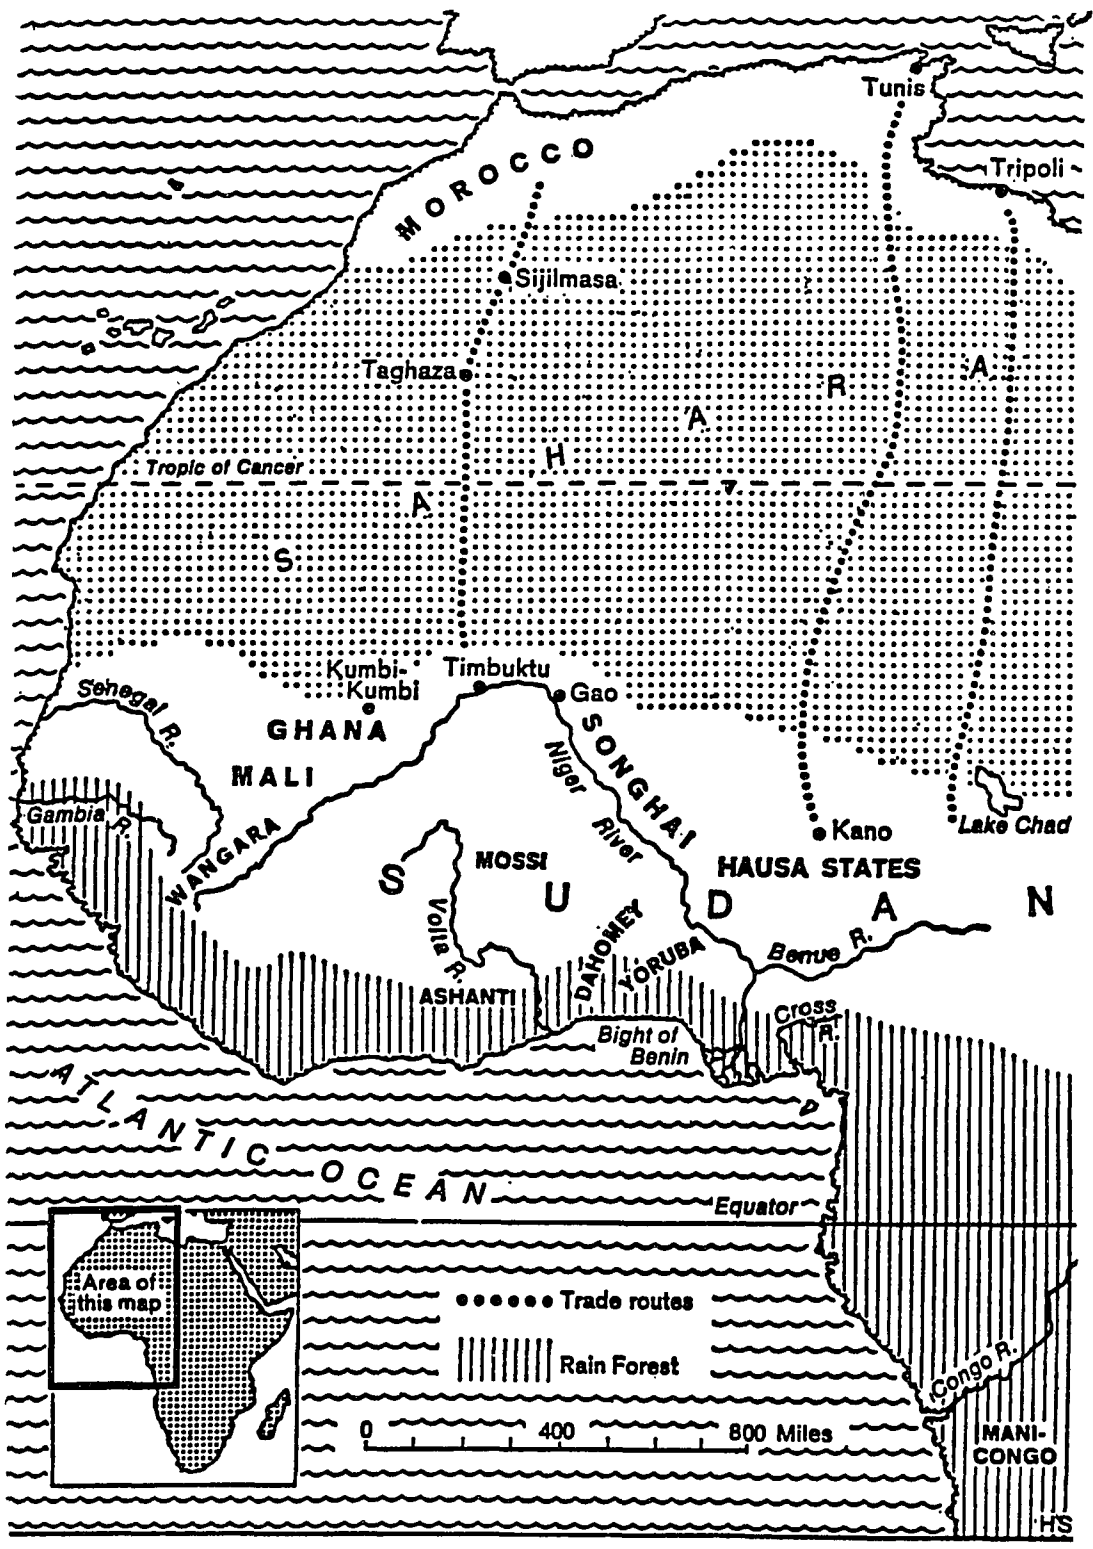 Tunis
Tripoli
MOROCCO
Sijilmasa
Taghaza
SAHARA
Tropic of Cancer
Kumbi-
Kumbi
Timbuktu
Gao
Senegal R.
GHANA
SONGHAI
MALI
Niger
River
Gambia R.
WANGARA
Kano
Lake Chad
MOSSI
HAUSA STATES
SUDAN
Volta R.
DAHOMEY
YORUBA
Benue R.
ASHANTI
Cross
R.
Bight of
Benin
ATLANTIC OCEAN
Equator
Area of
this map
Trade routes
Rain Forest
Congo R.
0 400 800 Miles
MANI-
CONGO
HS